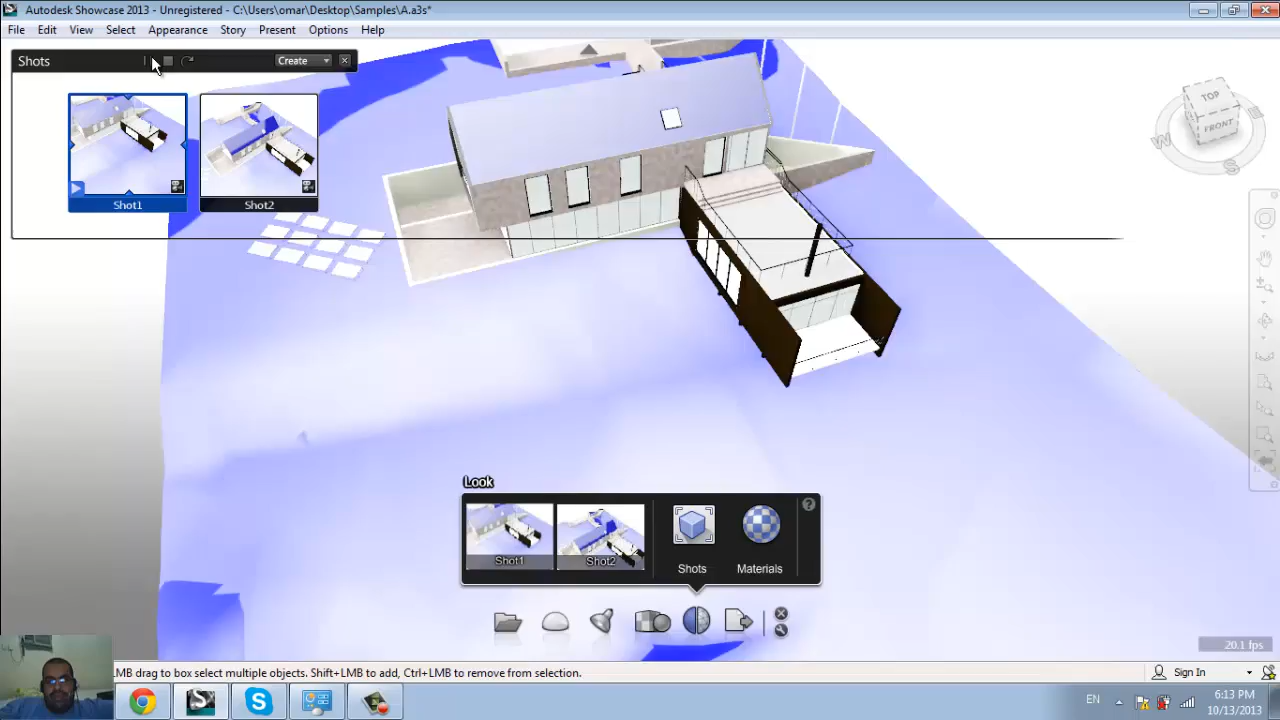 Autodesk Showcase 2013 - Unregistered - C:\Users\omar\Desktop\Samples\A.a3s*
File Edit View Select Appearance Story Present Options Help
Shots Create
Shot1 Shot2
TOP
FRONT
W S
Look
Shot1 Shot2 Shots Materials
20.1 fps
LMB drag to box select multiple objects. Shift+LMB to add, Ctrl+LMB to remove from selection.
Sign In
EN
6:13 PM
10/13/2013